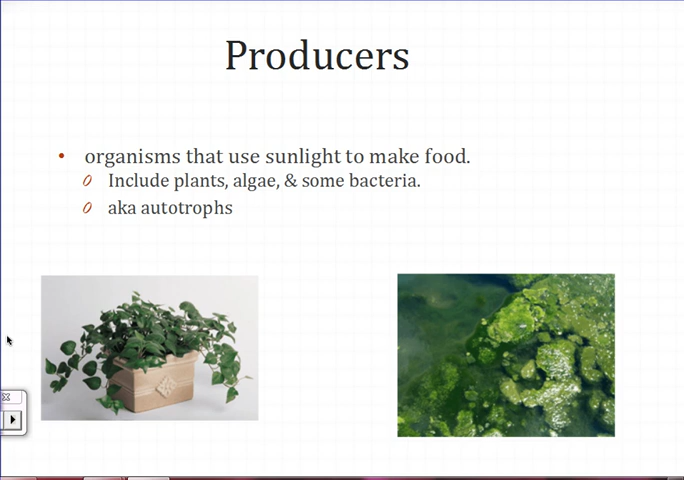 Producers
organisms that use sunlight to make food.
Include plants, algae, & some bacteria.
aka autotrophs